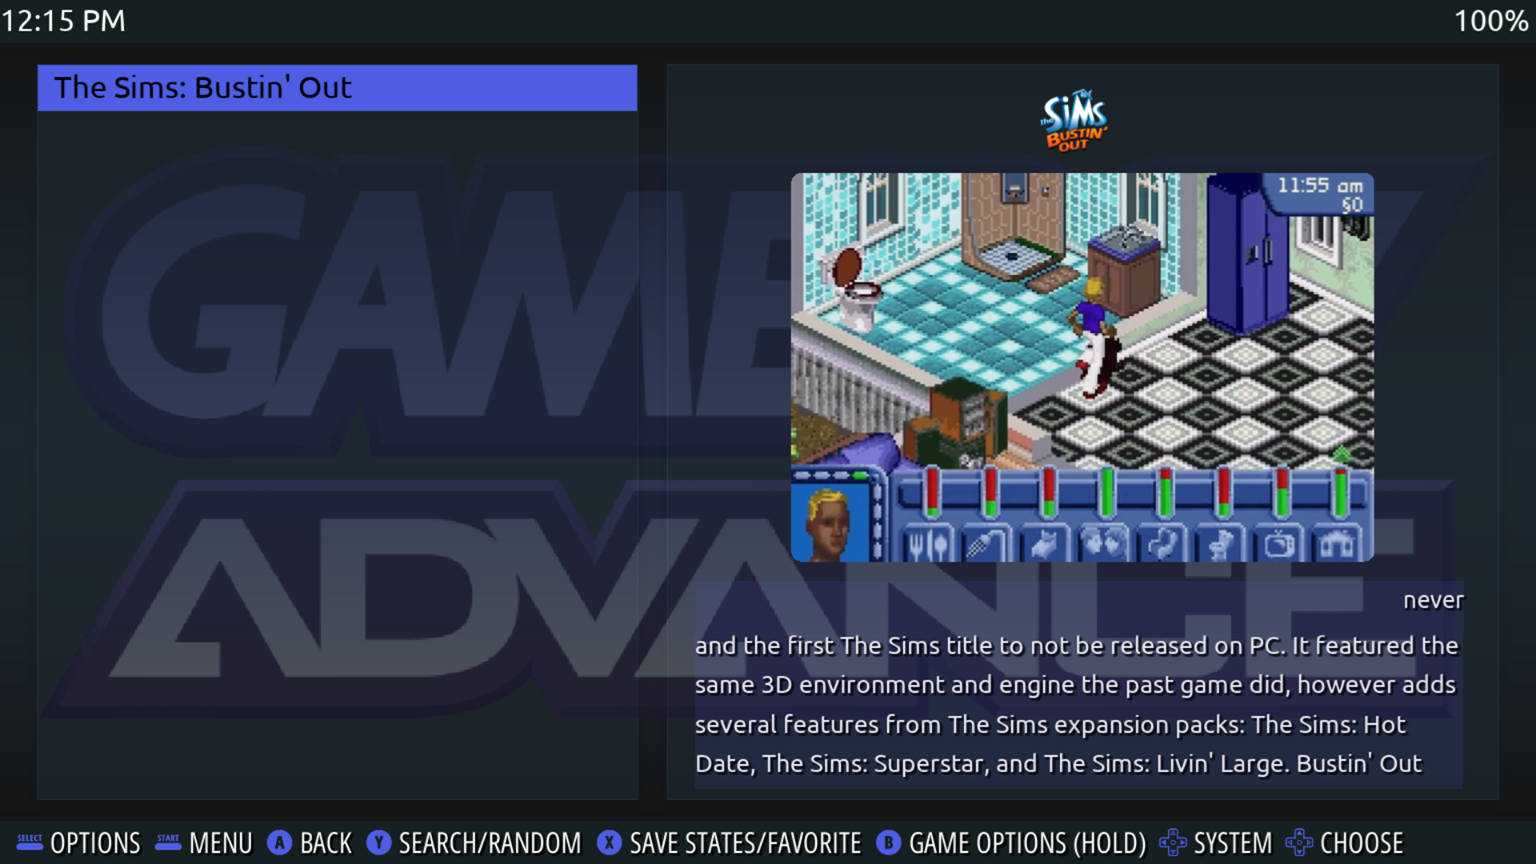 12:15 PM
100%
The Sims: Bustin' Out
GAME BOY
ADVANCE
The
SiMS
BUSTIN'
OUT
11:55 am
§0
never
and the first The Sims title to not be released on PC. It featured the
same 3D environment and engine the past game did, however adds
several features from The Sims expansion packs: The Sims: Hot
Date, The Sims: Superstar, and The Sims: Livin' Large. Bustin' Out
SELECT OPTIONS START MENU A BACK Y SEARCH/RANDOM X SAVE STATES/FAVORITE B GAME OPTIONS (HOLD) SYSTEM CHOOSE